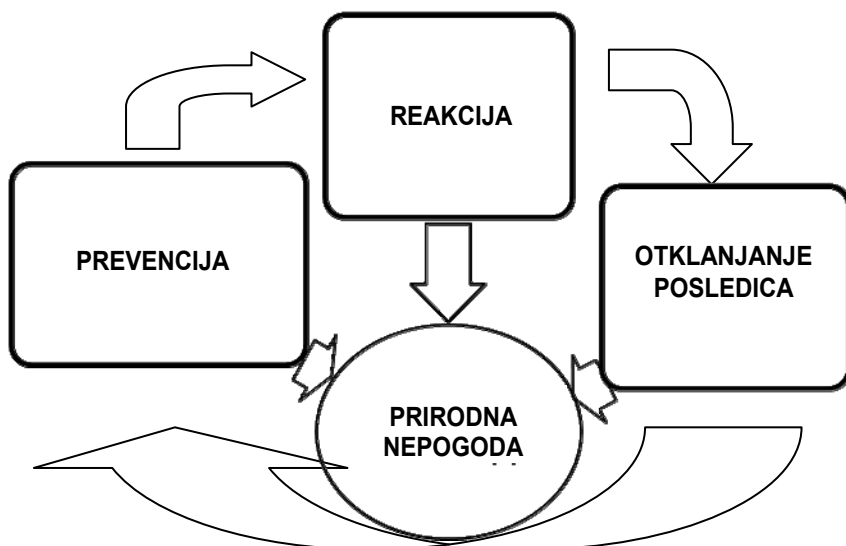 REAKCIJA
PREVENCIJA
OTKLANJANJE
POSLEDICA
PRIRODNA
NEPOGODA